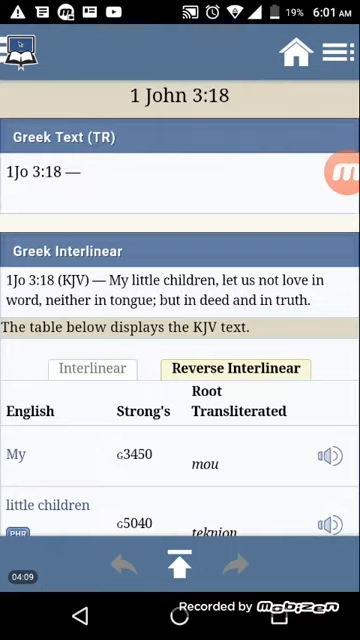 19% 6:01 AM
1 John 3:18
Greek Text (TR)
1Jo 3:18 —
Greek Interlinear
1Jo 3:18 (KJV) — My little children, let us not love in
word, neither in tongue; but in deed and in truth.
The table below displays the KJV text.
Interlinear Reverse Interlinear
English Strong's Root Transliterated
My G3450 mou
little children G5040 teknion
PHR
04:09
Recorded by Mobizen